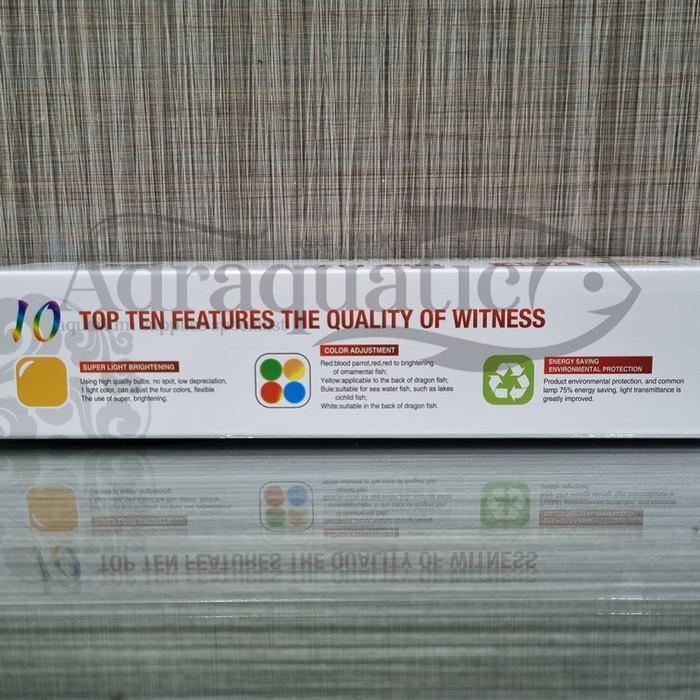 Adraquatic
10 TOP TEN FEATURES THE QUALITY OF WITNESS
SUPER LIGHT BRIGHTENING
Using high quality bulbs, no spot, low depreciation,
1 light color, can adjust the four colors, flexible
The use of super, brightening.
COLOR ADJUSTMENT
Red:blood parrot,red,red to brightening
of ornamental fish;
Yellow:applicable to the back of dragon fish;
Bule:suitable for sea water fish, such as lakes
cichlid fish;
White:suitable in the back of dragon fish.
ENERGY SAVING
ENVIRONMENTAL PROTECTION
Product environmental protection, and common
lamp 75% energy saving, light transmittance is
greatly improved.